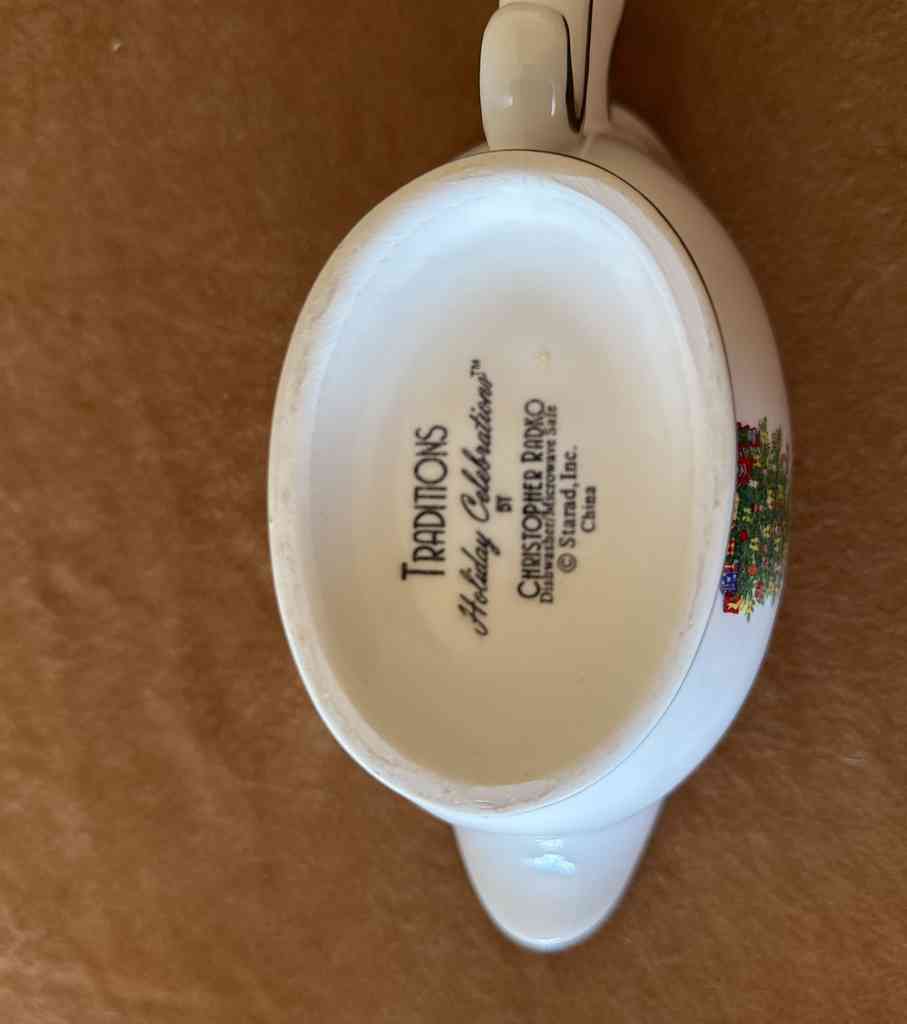 TRADITIONS
Holiday Celebrations™
BY
CHRISTOPHER RADKO
Dishwasher/Microwave Safe
© Starad, Inc.
China